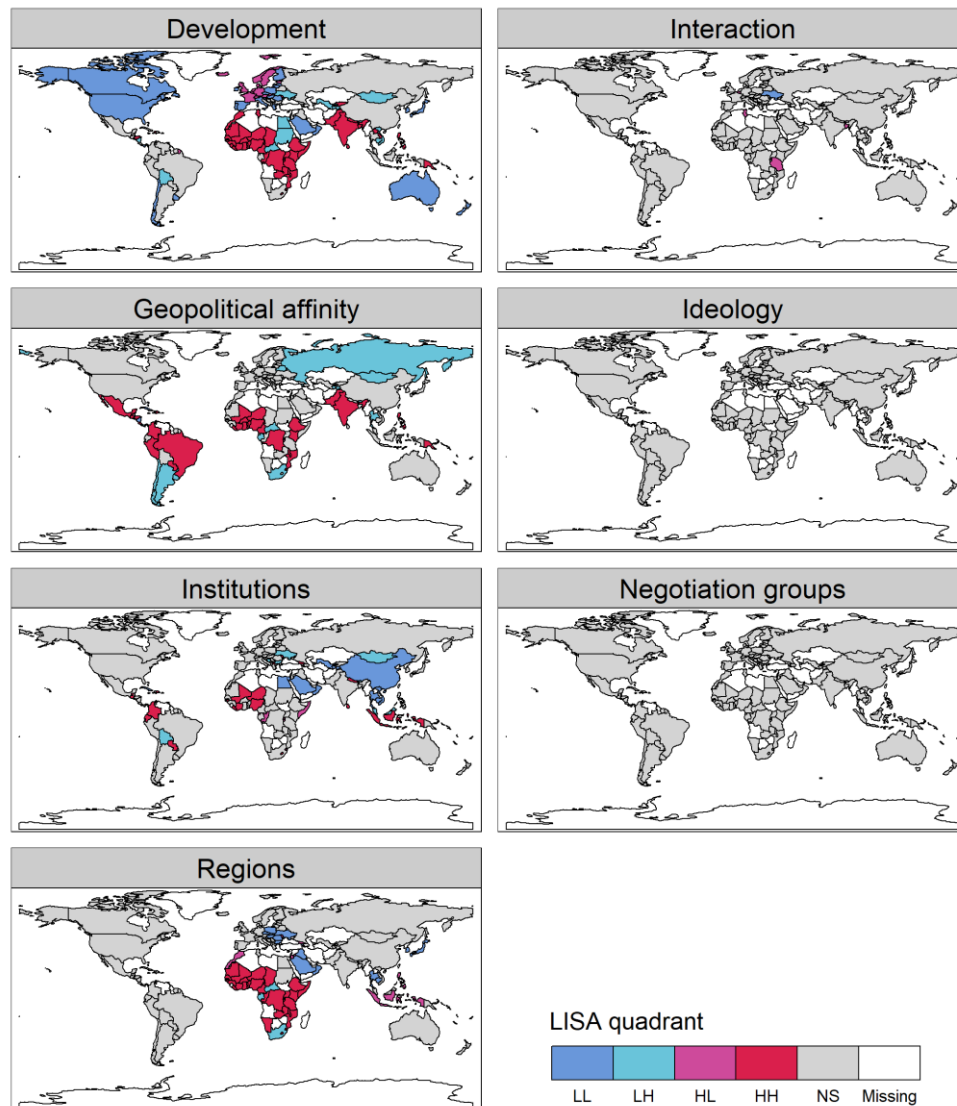 Development
Interaction
Geopolitical affinity
Ideology
Institutions
Negotiation groups
Regions
LISA quadrant
LL LH HL HH NS Missing